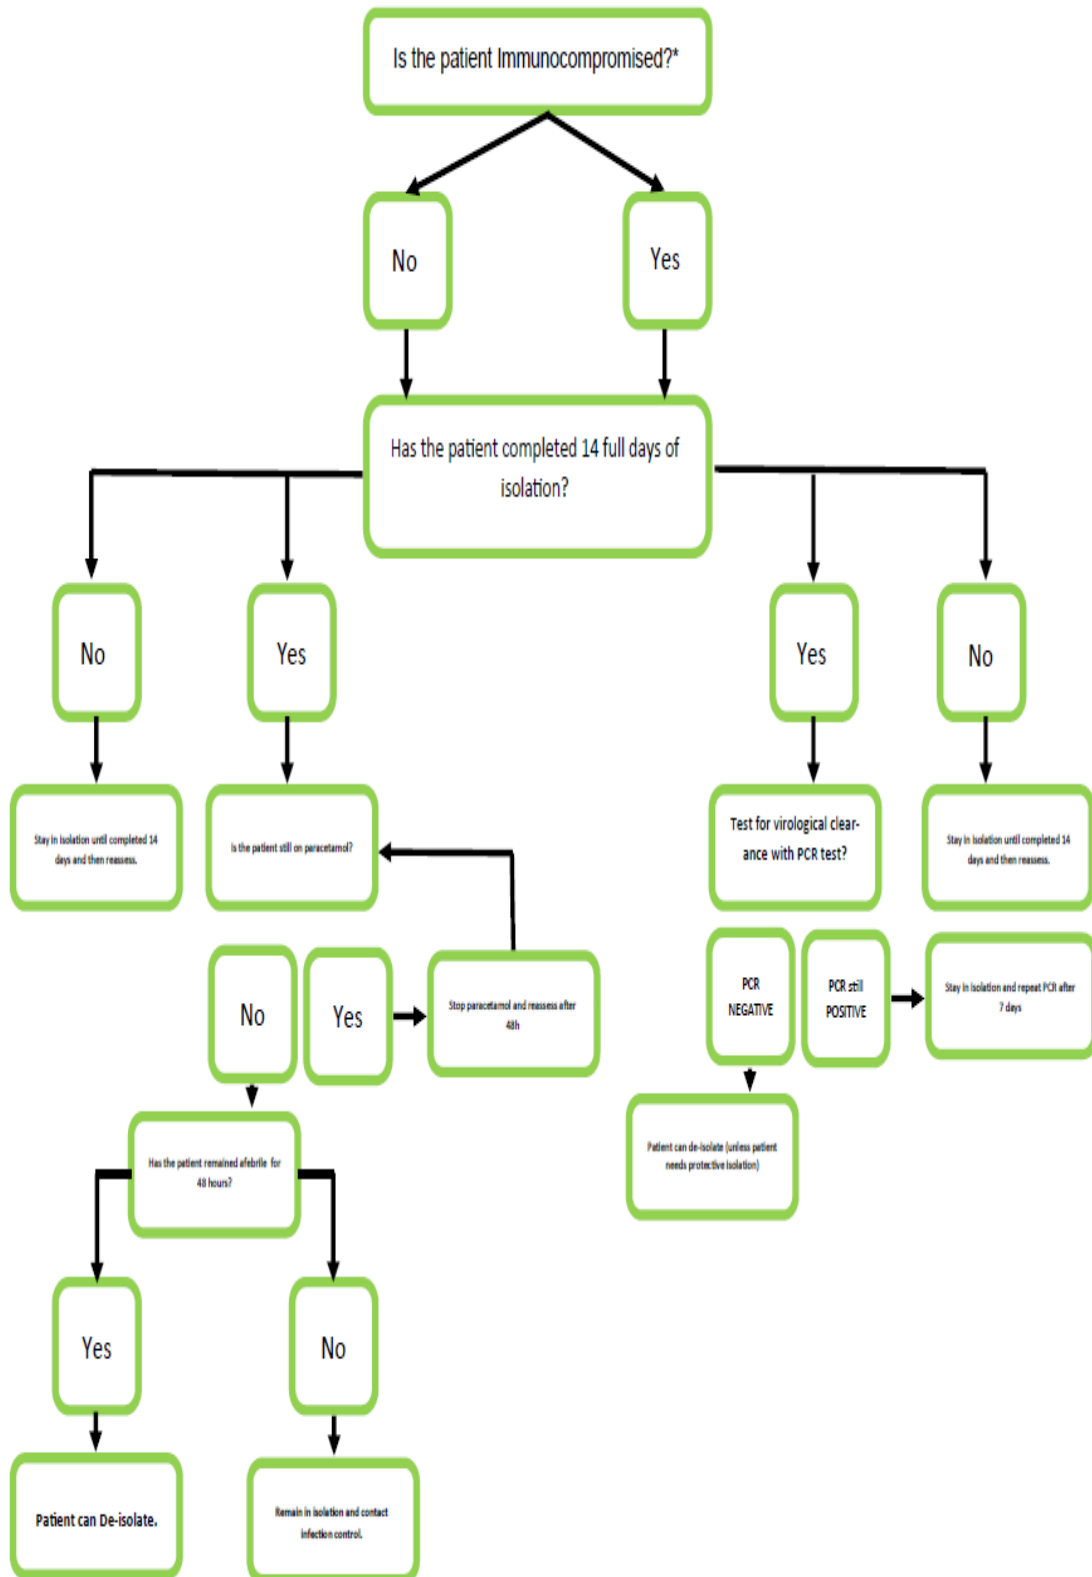 Is the patient Immunocompromised?*
No
Yes
Has the patient completed 14 full days of
isolation?
No
Yes
Yes
No
Stay in isolation until completed 14
days and then reassess.
Is the patient still on paracetamol?
Test for virological clear-
ance with PCR test?
Stay in isolation until completed 14
days and then reassess.
No
Yes
Stop paracetamol and reassess after
48h
PCR
NEGATIVE
PCR still
POSITIVE
Stay in isolation and repeat PCR after
7 days
Has the patient remained afebrile for
48 hours?
Patient can de-isolate (unless patient
needs protective isolation)
Yes
No
Patient can De-isolate.
Remain in isolation and contact
infection control.